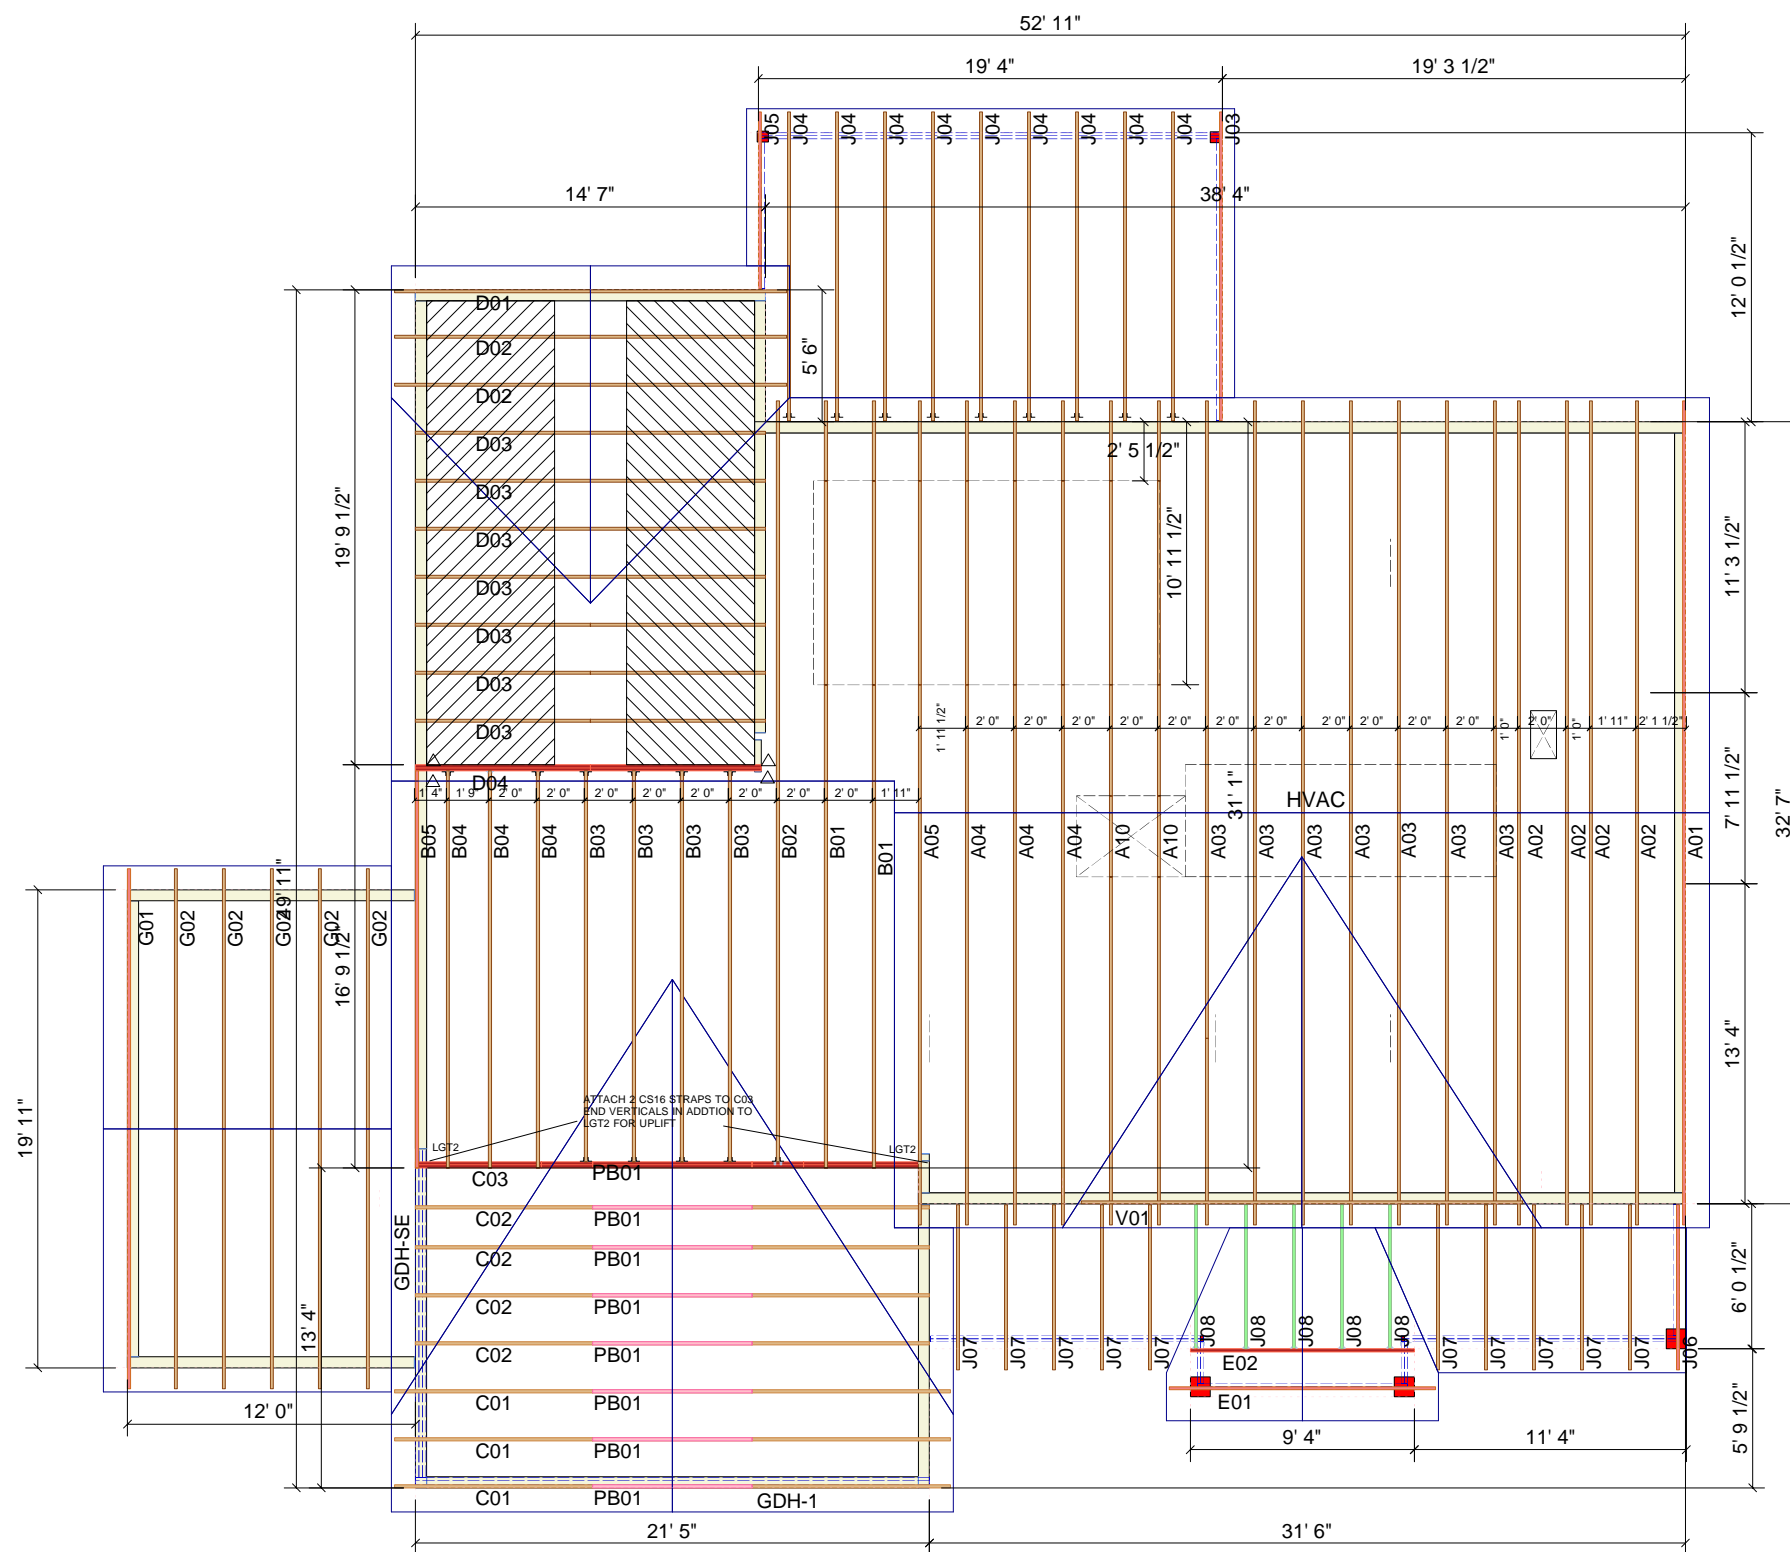 52' 11"
19' 4"
19' 3 1/2"
J05
J04
J04
J04
J04
J04
J04
J04
J04
J04
J03
14' 7"
38' 4"
12' 0 1/2"
D01
D02
D02
D03
D03
D03
D03
D03
D03
D03
D04
5' 6"
2' 5 1/2"
10' 11 1/2"
11' 3 1/2"
19' 9 1/2"
1' 11 1/2"
2' 0"
2' 0"
2' 0"
2' 0"
2' 0"
2' 0"
2' 0"
2' 0"
2' 0"
2' 0"
2' 0"
1' 0"
2' 0"
1' 0"
1' 11"
2' 1 1/2"
1' 4"
1' 9"
2' 0"
2' 0"
2' 0"
2' 0"
2' 0"
2' 0"
2' 0"
2' 0"
1' 11"
31' 1"
HVAC
7' 11 1/2"
32' 7"
B05
B04
B04
B04
B03
B03
B03
B03
B02
B01
B01
A05
A04
A04
A04
A10
A10
A03
A03
A03
A03
A03
A03
A03
A02
A02
A02
A02
A01
G01
G02
G02
G02
G02
G02
49' 11"
16' 9 1/2"
13' 4"
19' 11"
ATTACH 2 CS16 STRAPS TO C03
END VERTICALS IN ADDTION TO
LGT2 FOR UPLIFT
LGT2
LGT2
C03
PB01
C02
PB01
C02
PB01
C02
PB01
C02
PB01
C01
PB01
C01
PB01
C01
PB01
GDH-1
GDH-SE
13' 4"
V01
J07
J07
J07
J07
J07
J08
J08
J08
J08
J08
J07
J07
J07
J07
J07
J06
E02
E01
6' 0 1/2"
5' 9 1/2"
12' 0"
9' 4"
11' 4"
21' 5"
31' 6"